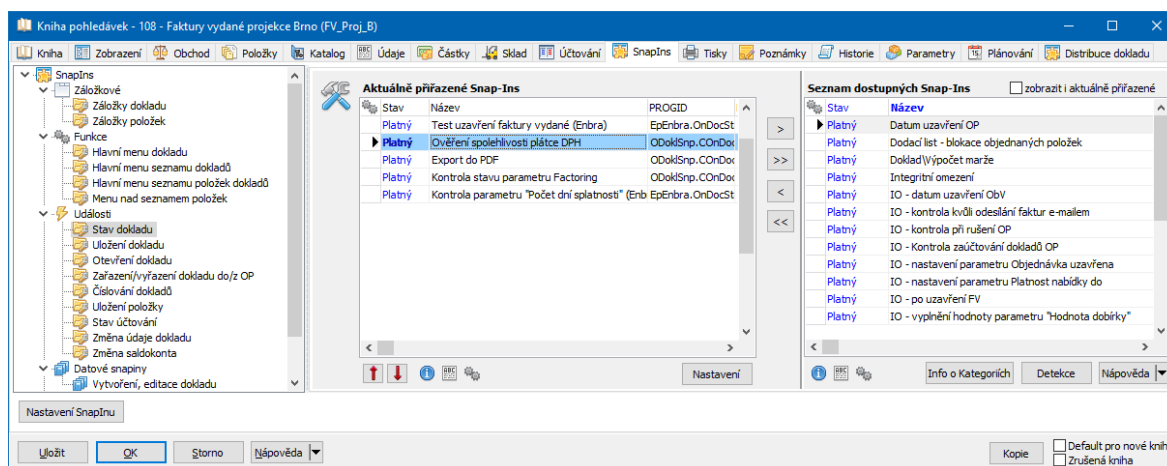 Kniha pohledávek - 108 - Faktury vydané projekce Brno (FV_Proj_B)
Kniha Zobrazení Obchod Položky Katalog Údaje Částky Sklad Účtování SnapIns Tisky Poznámky Historie Parametry Plánování Distribuce dokladu
SnapIns
Záložkové
Záložky dokladu
Záložky položek
Funkce
Hlavní menu dokladu
Hlavní menu seznamu dokladů
Hlavní menu seznamu položek dokladů
Menu nad seznamem položek
Události
Stav dokladu
Uložení dokladu
Otevření dokladu
Zařazení/vyřazení dokladu do/z OP
Číslování dokladů
Uložení položky
Stav účtování
Změna údaje dokladu
Změna saldokonta
Datové snapiny
Vytvoření, editace dokladu
Aktuálně přiřazené Snap-Ins
Stav Název PROGID
Platný Test uzavření faktury vydané (Enbra) EpEnbra.OnDocSt
Platný Ověření spolehlivosti plátce DPH ODoklSnp.COnDoc
Platný Export do PDF ODoklSnp.COnDoc
Platný Kontrola stavu parametru Factoring ODoklSnp.COnDoc
Platný Kontrola parametru "Počet dní splatnosti" (Enb EpEnbra.OnDocSt
>
>>
<
<<
Nastavení
Seznam dostupných Snap-Ins zobrazit i aktuálně přiřazené
Stav Název
Platný Datum uzavření OP
Platný Dodací list - blokace objednaných položek
Platný Doklad\Výpočet marže
Platný Integritní omezení
Platný IO - datum uzavření ObV
Platný IO - kontrola kvůli odesílání faktur e-mailem
Platný IO - kontrola při rušení OP
Platný IO - Kontrola zaúčtování dokladů OP
Platný IO - nastavení parametru Objednávka uzavřena
Platný IO - nastavení parametru Platnost nabídky do
Platný IO - po uzavření FV
Platný IO - vyplnění hodnoty parametru "Hodnota dobírky"
Info o Kategoriích Detekce Nápověda
Nastavení SnapInu
Uložit OK Storno Nápověda Kopie
Default pro nové knih
Zrušená kniha